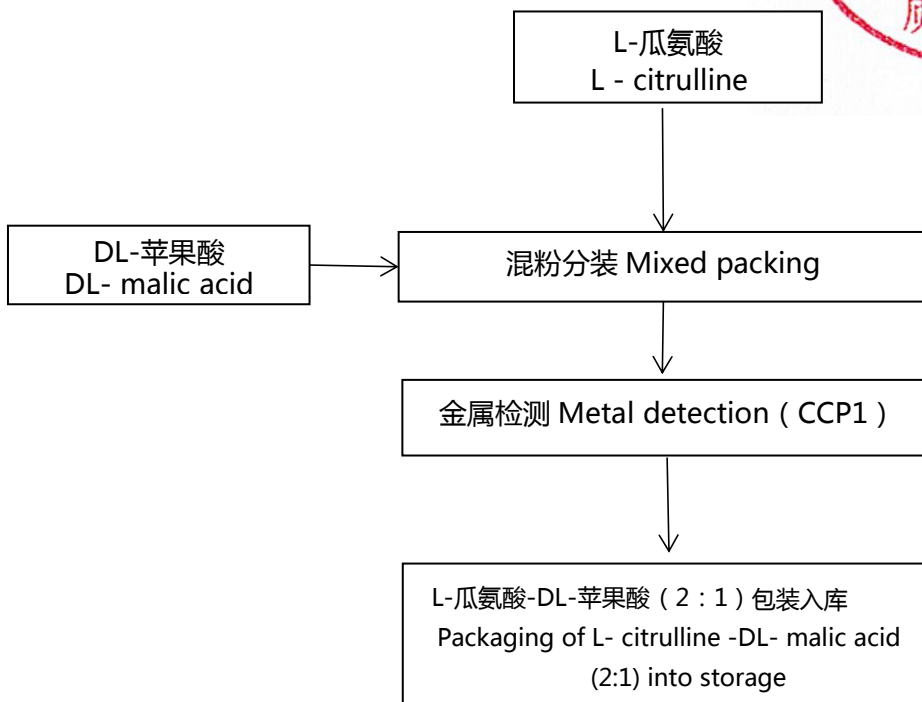 L-瓜氨酸
L - citrulline
DL-苹果酸
DL- malic acid
混粉分装 Mixed packing
金属检测 Metal detection（CCP1）
L-瓜氨酸-DL-苹果酸（2：1）包装入库
Packaging of L- citrulline -DL- malic acid
(2:1) into storage